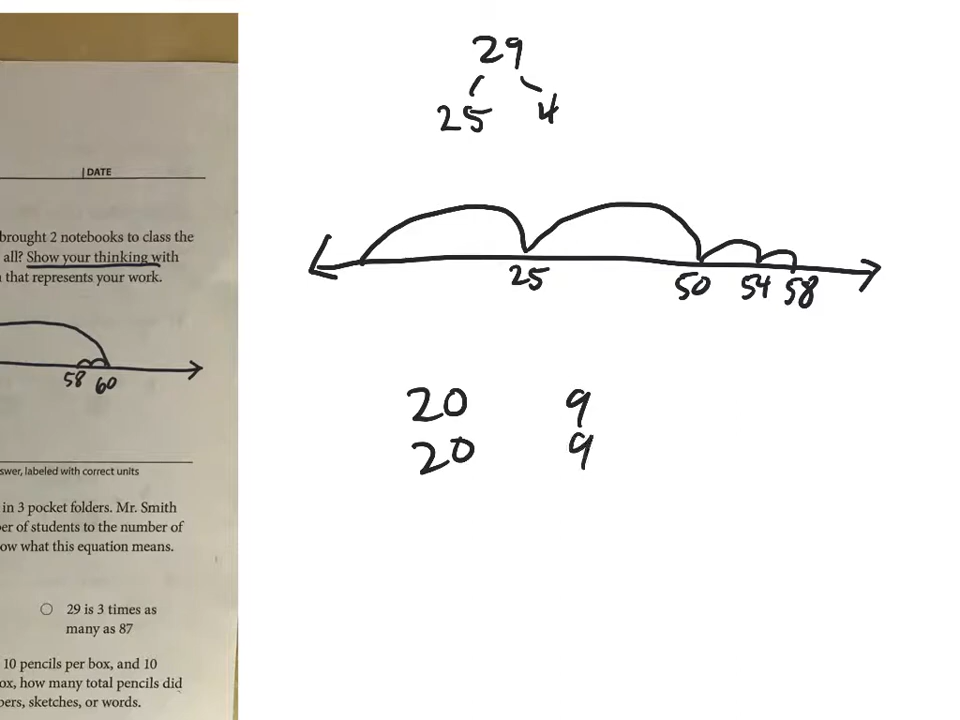 | DATE
brought 2 notebooks to class the
all? Show your thinking with
that represents your work.
58 60
swer, labeled with correct units
in 3 pocket folders. Mr. Smith
er of students to the number of
ow what this equation means.
29 is 3 times as
many as 87
10 pencils per box, and 10
ox, how many total pencils did
bers, sketches, or words.
29
25 4
25 50 54 58
20 9
20 9